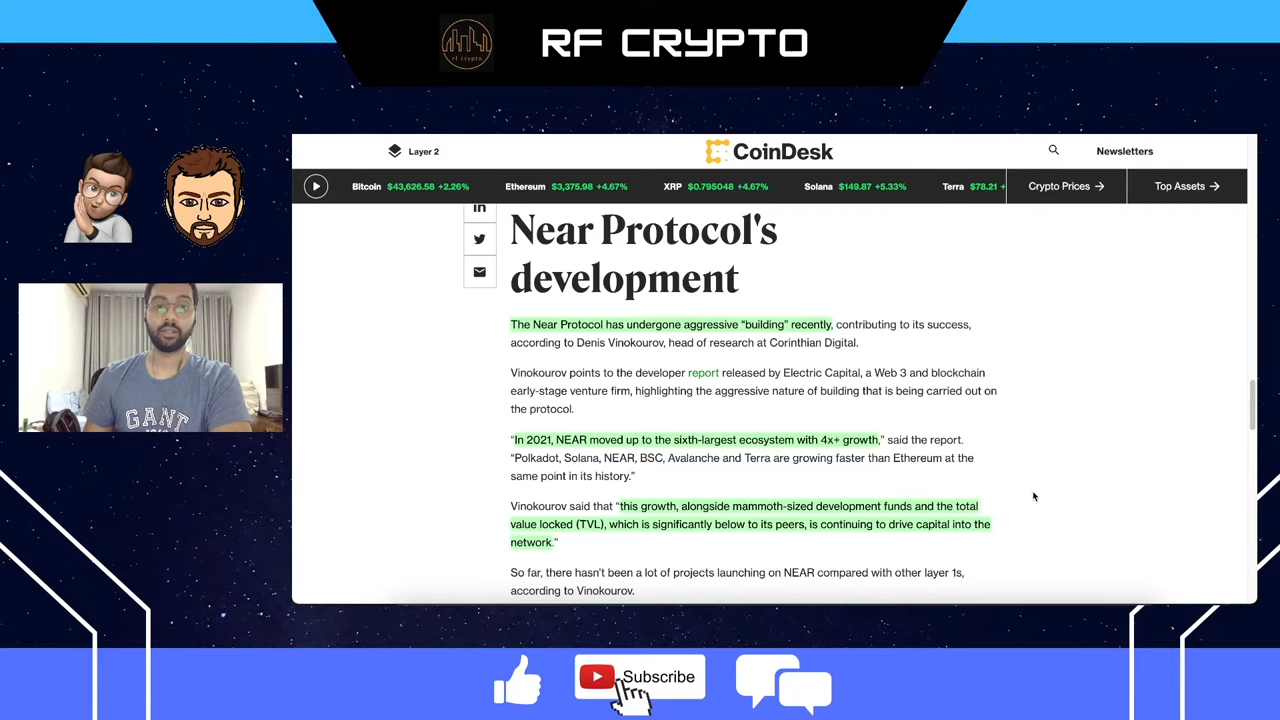 RF CRYPTO
rf crypto
Layer 2
CoinDesk
Newsletters
Bitcoin $43,626.58 +2.26% Ethereum $3,375.98 +4.67% XRP $0.795048 +4.67% Solana $149.87 +5.33% Terra $78.21 + Crypto Prices → Top Assets →
in
Near Protocol's
development
The Near Protocol has undergone aggressive “building” recently, contributing to its success,
according to Denis Vinokourov, head of research at Corinthian Digital.
Vinokourov points to the developer report released by Electric Capital, a Web 3 and blockchain
early-stage venture firm, highlighting the aggressive nature of building that is being carried out on
the protocol.
“In 2021, NEAR moved up to the sixth-largest ecosystem with 4x+ growth,” said the report.
“Polkadot, Solana, NEAR, BSC, Avalanche and Terra are growing faster than Ethereum at the
same point in its history.”
Vinokourov said that “this growth, alongside mammoth-sized development funds and the total
value locked (TVL), which is significantly below to its peers, is continuing to drive capital into the
network.”
So far, there hasn’t been a lot of projects launching on NEAR compared with other layer 1s,
according to Vinokourov.
GANT
Subscribe